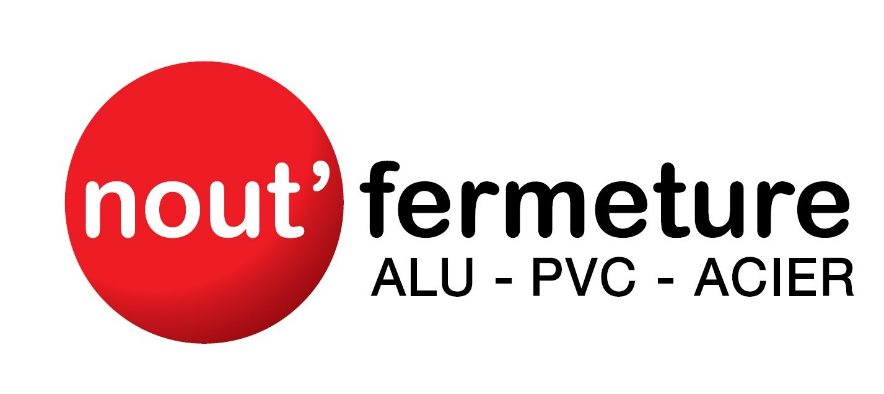 nout' fermeture
ALU - PVC - ACIER